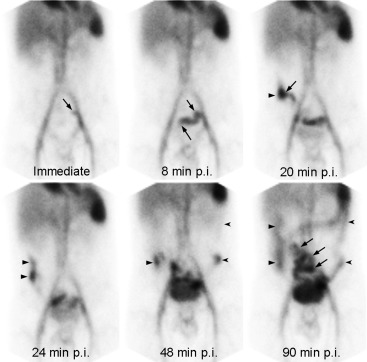 Immediate
8 min p.i.
20 min p.i.
24 min p.i.
48 min p.i.
90 min p.i.